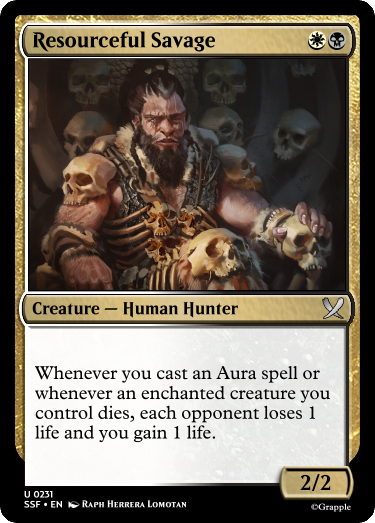 Resourceful Savage
Creature — Human Hunter
Whenever you cast an Aura spell or
whenever an enchanted creature you
control dies, each opponent loses 1
life and you gain 1 life.
2/2
U 0231
SSF • EN Raph Herrera Lomotan
©Grapple